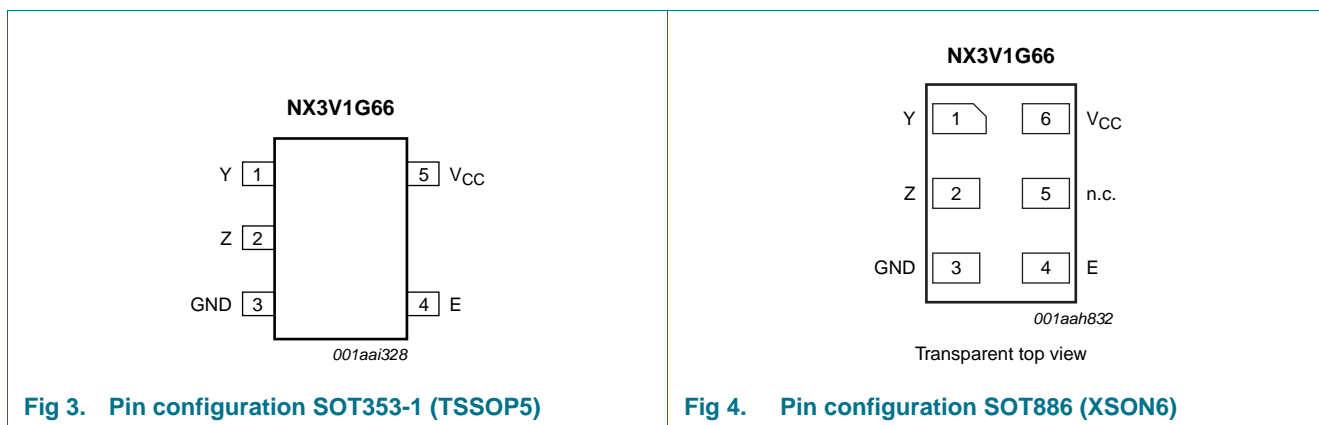 NX3V1G66
Y 1
5 VCC
Z 2
GND 3
4 E
001aai328
Fig 3. Pin configuration SOT353-1 (TSSOP5)
NX3V1G66
Y 1 6 VCC
Z 2 5 n.c.
GND 3 4 E
001aah832
Transparent top view
Fig 4. Pin configuration SOT886 (XSON6)